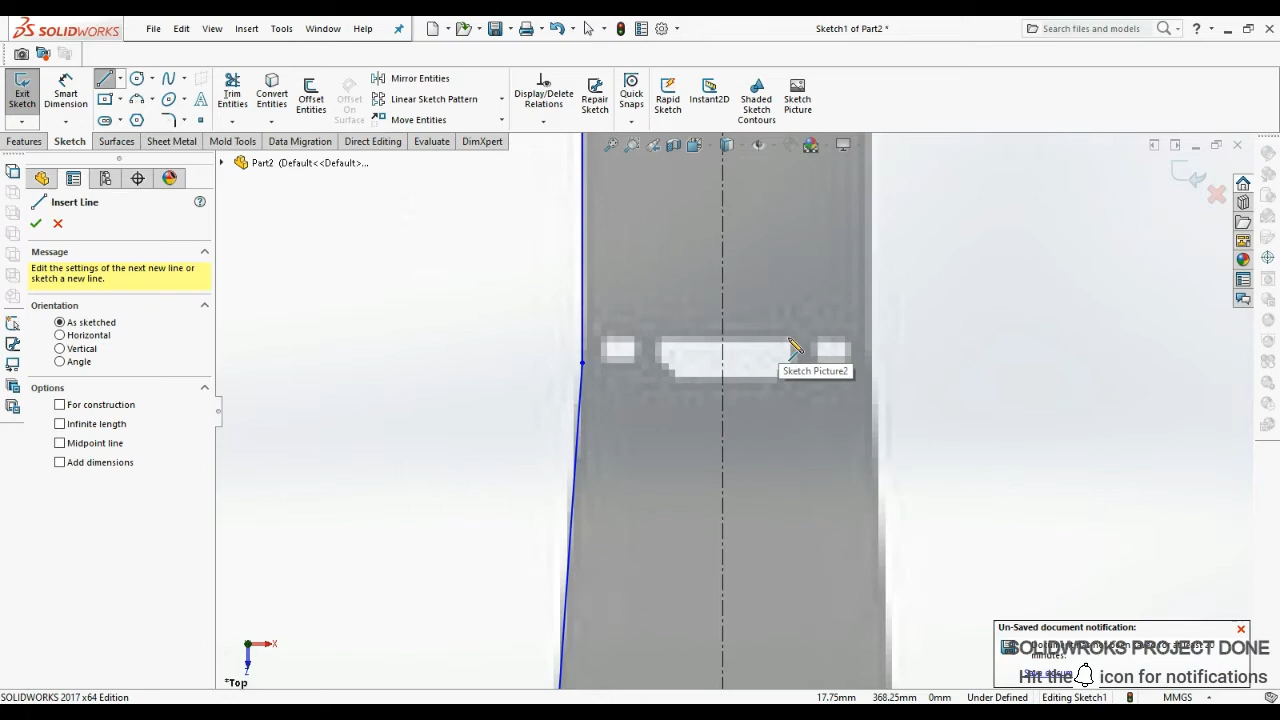 SOLIDWORKS File Edit View Insert Tools Window Help Sketch1 of Part2 * Search files and models
Exit Sketch
Smart Dimension
Trim Entities
Convert Entities
Offset Entities
Offset On Surface
Mirror Entities
Linear Sketch Pattern
Move Entities
Display/Delete Relations
Repair Sketch
Quick Snaps
Rapid Sketch
Instant2D
Shaded Sketch Contours
Sketch Picture
Features Sketch Surfaces Sheet Metal Mold Tools Data Migration Direct Editing Evaluate DimXpert
Part2 (Default<<Default>...
Insert Line
Message
Edit the settings of the next new line or
sketch a new line.
Orientation
As sketched
Horizontal
Vertical
Angle
Options
For construction
Infinite length
Midpoint line
Add dimensions
Sketch Picture2
X
Z
*Top
Un-Saved document notification:
SOLIDWROKS PROJECT DONE
minutes.
Hit the icon for notifications
SOLIDWORKS 2017 x64 Edition 17.75mm 368.25mm 0mm Under Defined Editing Sketch1 MMGS